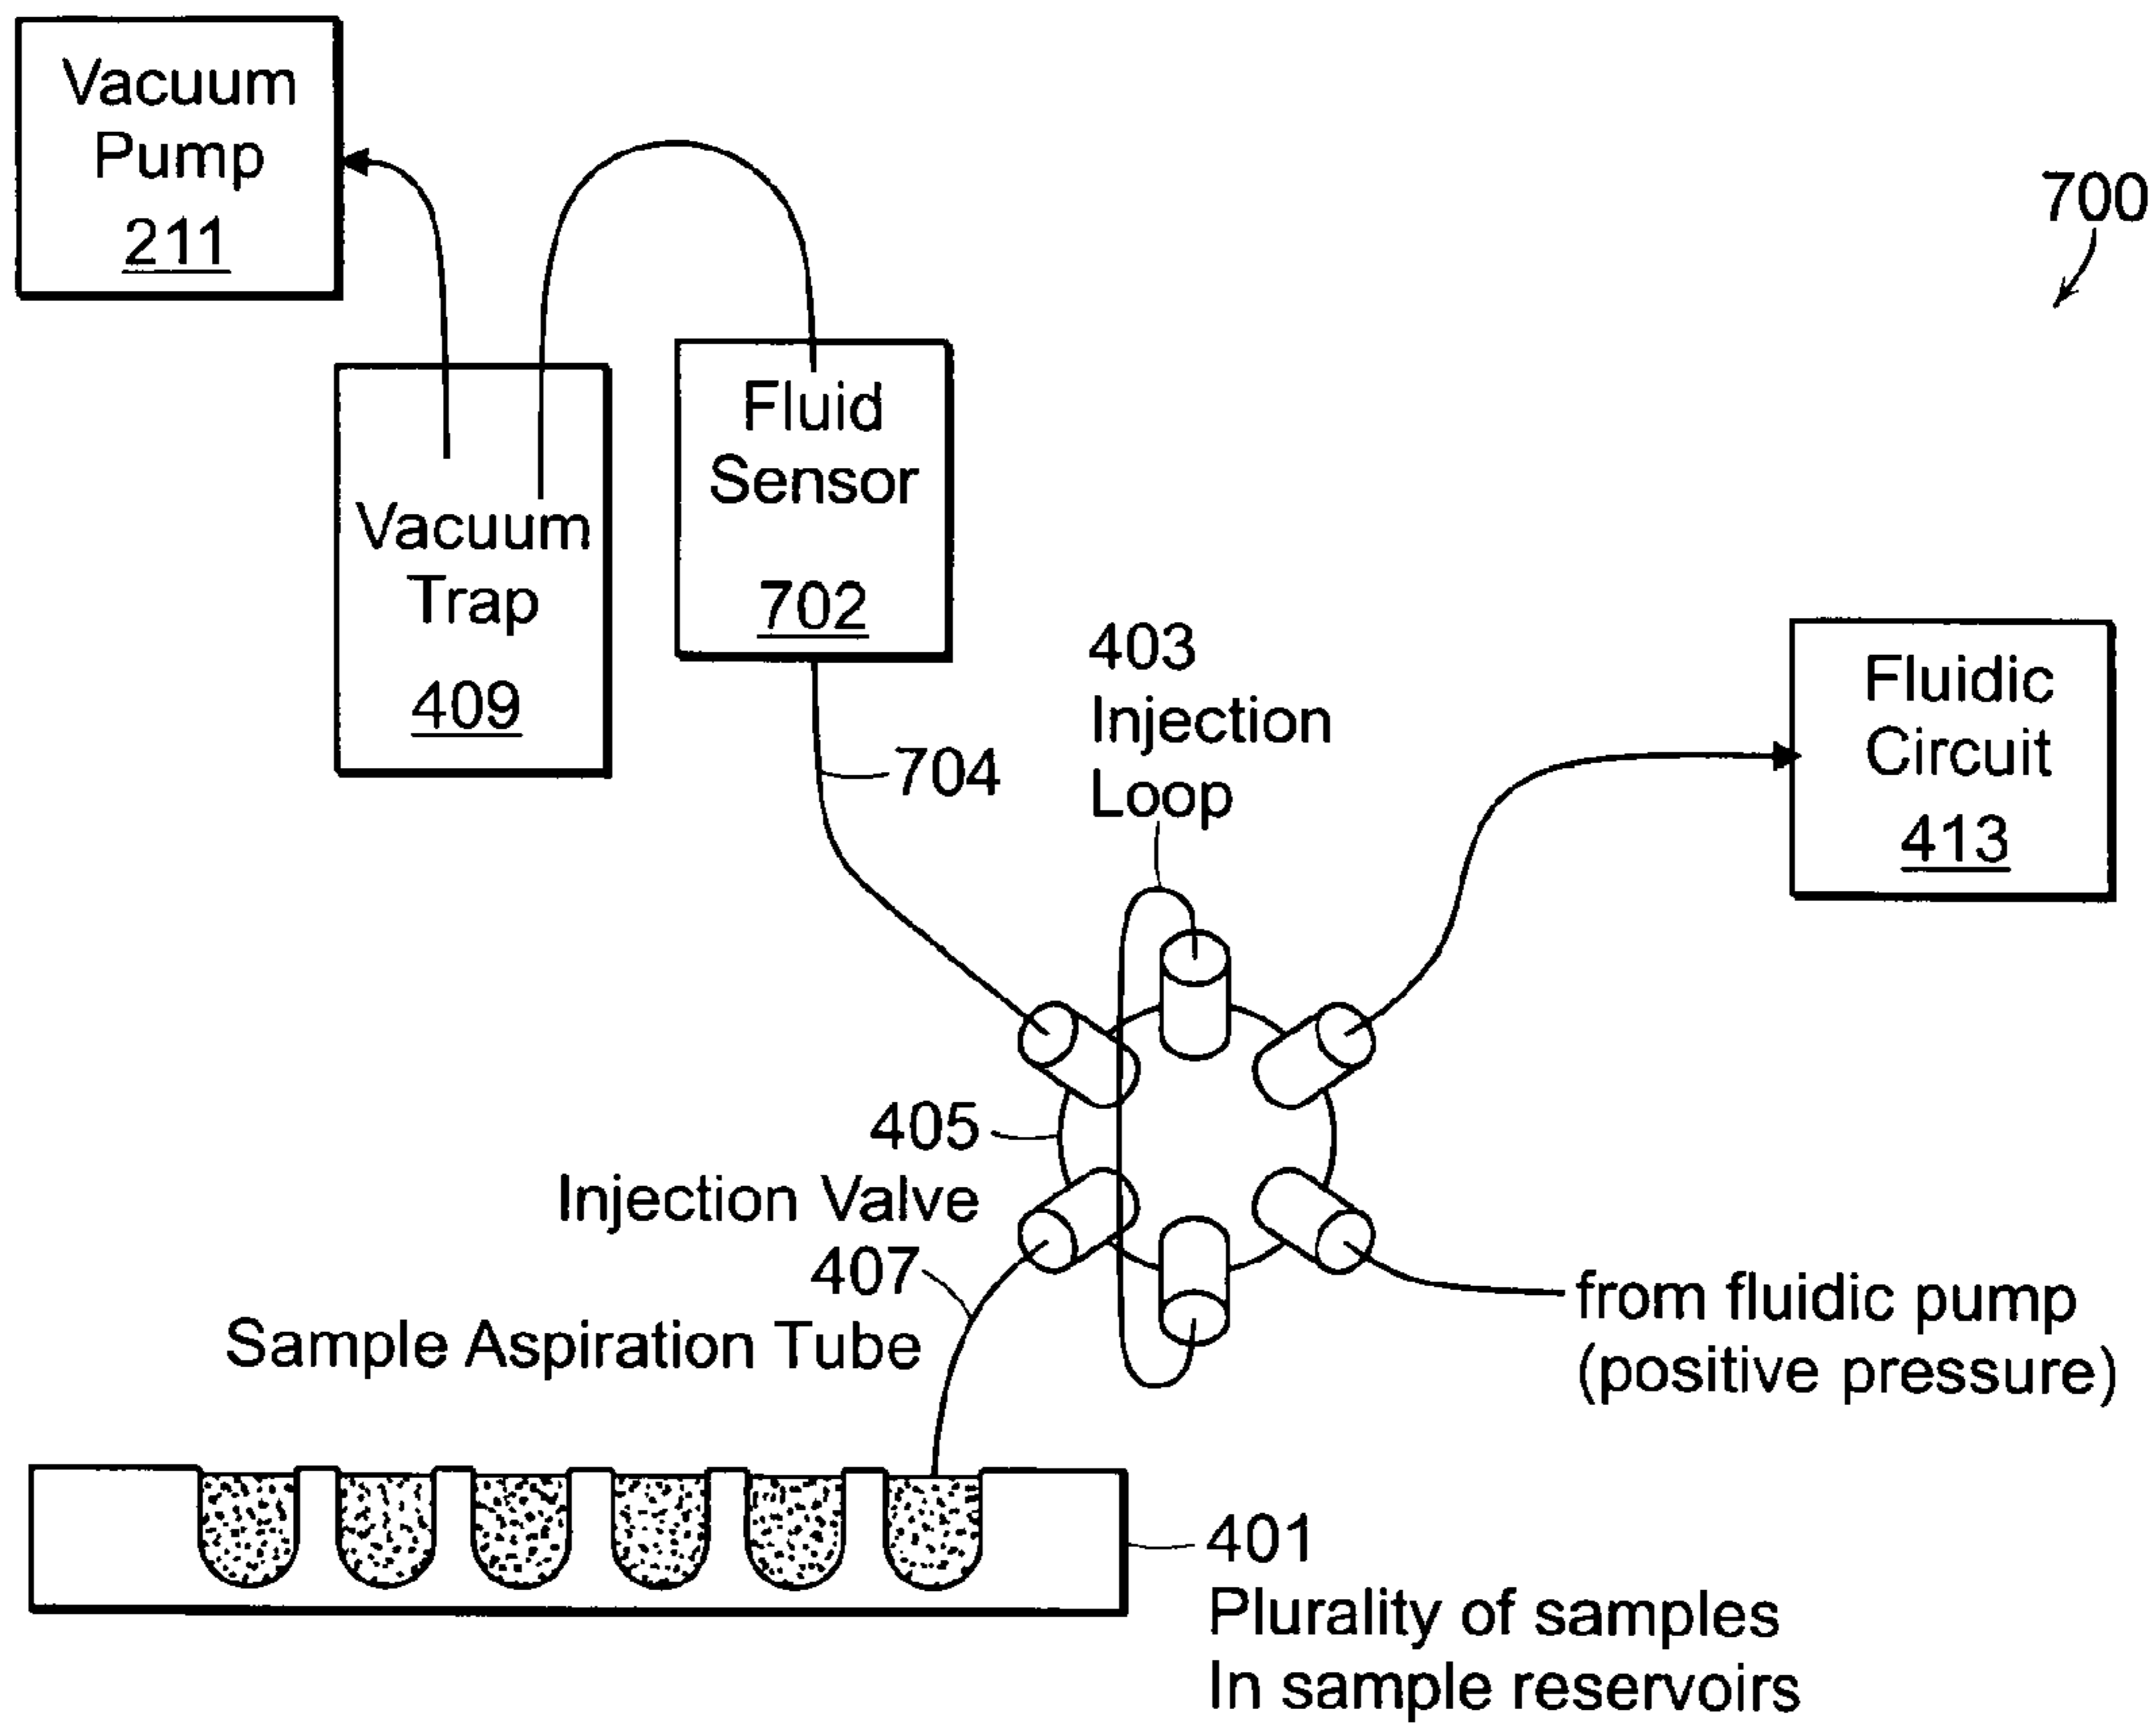 Vacuum
Pump
211
700
Fluid
Sensor
702
Vacuum
Trap
409
403
Injection
Loop
Fluidic
Circuit
413
704
405
Injection Valve
407
Sample Aspiration Tube
from fluidic pump
(positive pressure)
401
Plurality of samples
In sample reservoirs